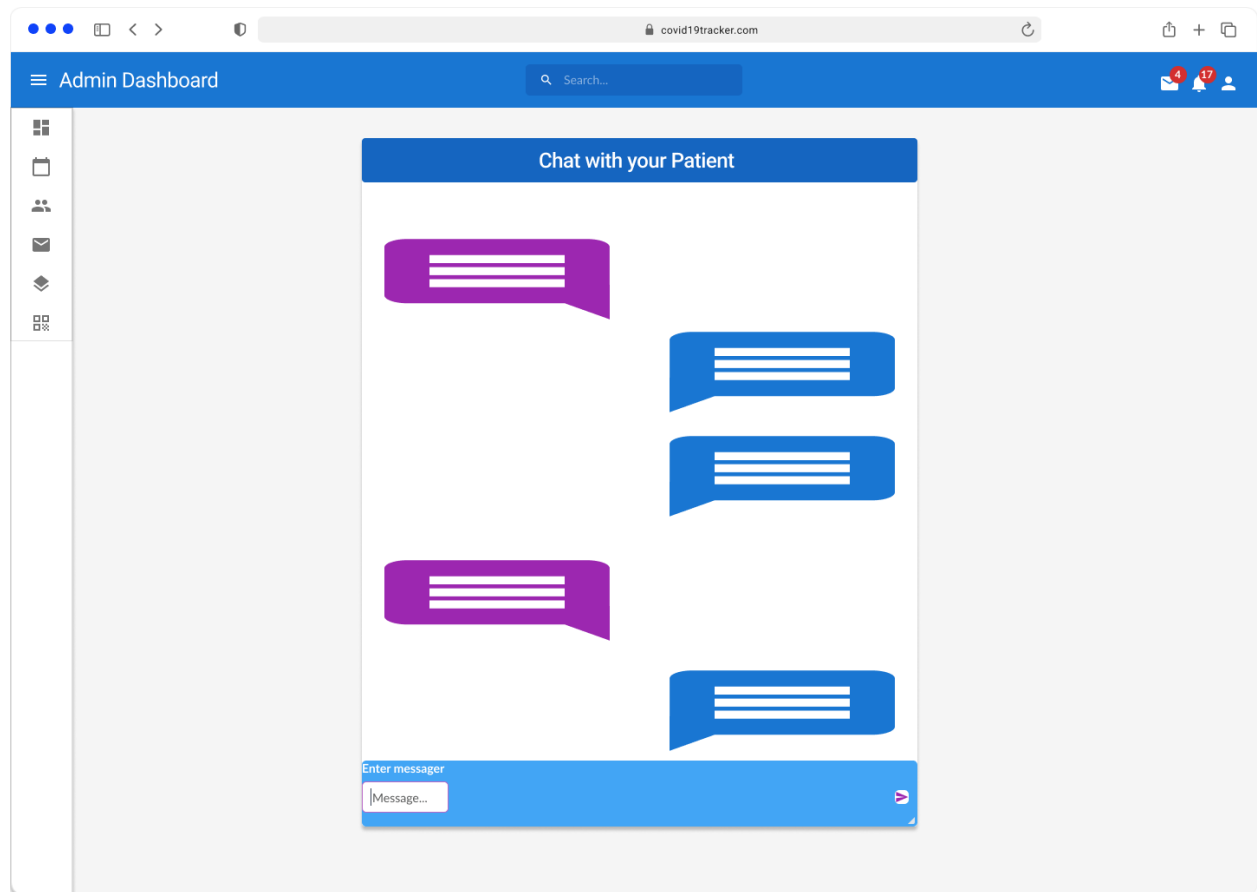 covid19tracker.com
Admin Dashboard
Search...
4
17
Chat with your Patient
Enter messager
Message...